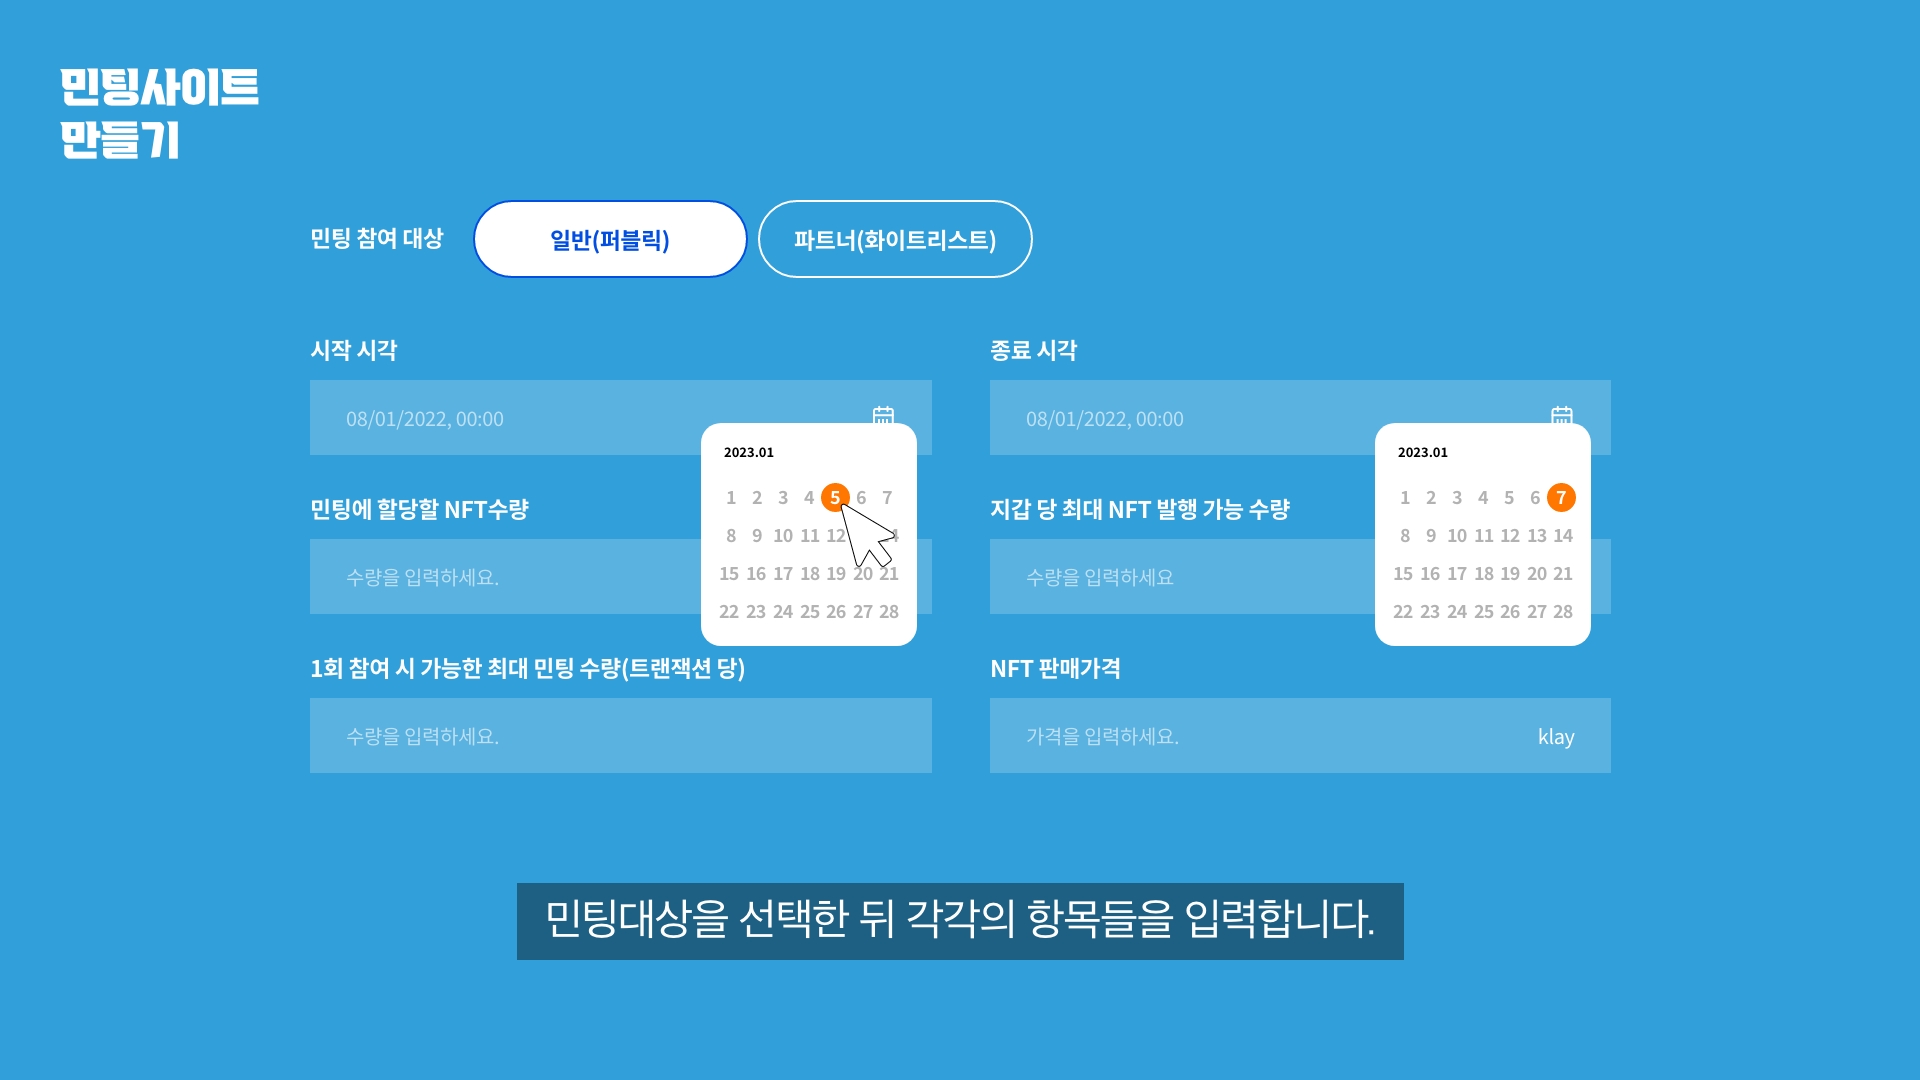 민팅사이트
만들기
민팅 참여 대상
일반(퍼블릭)
파트너(화이트리스트)
시작 시각
08/01/2022, 00:00
종료 시각
08/01/2022, 00:00
2023.01
1 2 3 4 5 6 7
8 9 10 11 12
15 16 17 18 19 20 21
22 23 24 25 26 27 28
2023.01
1 2 3 4 5 6 7
8 9 10 11 12 13 14
15 16 17 18 19 20 21
22 23 24 25 26 27 28
민팅에 할당할 NFT수량
수량을 입력하세요.
지갑 당 최대 NFT 발행 가능 수량
수량을 입력하세요
1회 참여 시 가능한 최대 민팅 수량(트랜잭션 당)
수량을 입력하세요.
NFT 판매가격
가격을 입력하세요.
klay
민팅대상을 선택한 뒤 각각의 항목들을 입력합니다.